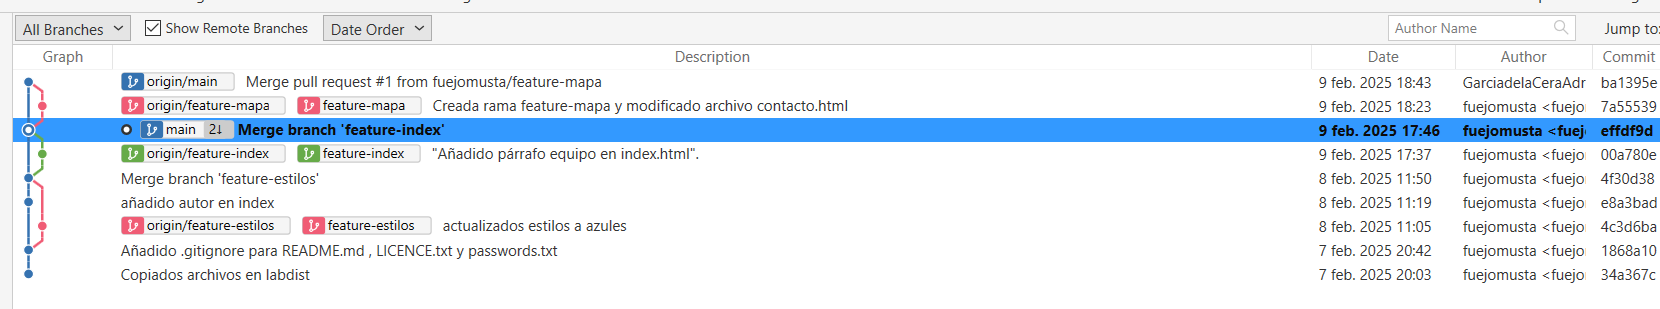 All Branches Show Remote Branches Date Order Author Name Jump to:
Graph Description Date Author Commit
origin/main Merge pull request #1 from fuejomusta/feature-mapa 9 feb. 2025 18:43 GarciadelaCeraAdr ba1395e
origin/feature-mapa feature-mapa Creada rama feature-mapa y modificado archivo contacto.html 9 feb. 2025 18:23 fuejomusta <fuejo 7a55539
main 2↓ Merge branch 'feature-index' 9 feb. 2025 17:46 fuejomusta <fuej effdf9d
origin/feature-index feature-index "Añadido párrafo equipo en index.html". 9 feb. 2025 17:37 fuejomusta <fuejo 00a780e
Merge branch 'feature-estilos' 8 feb. 2025 11:50 fuejomusta <fuejo 4f30d38
añadido autor en index 8 feb. 2025 11:19 fuejomusta <fuejo e8a3bad
origin/feature-estilos feature-estilos actualizados estilos a azules 8 feb. 2025 11:05 fuejomusta <fuejo 4c3d6ba
Añadido .gitignore para README.md , LICENCE.txt y passwords.txt 7 feb. 2025 20:42 fuejomusta <fuejo 1868a10
Copiados archivos en labdist 7 feb. 2025 20:03 fuejomusta <fuejo 34a367c